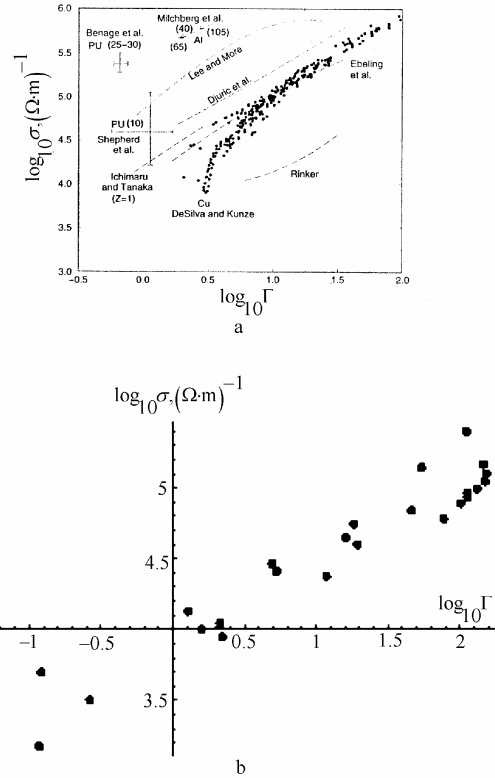 log10σ,(Ω·m)−1
6.0
5.5
5.0
4.5
4.0
3.5
3.0
Benage et al.
PU (25−30)
Milchberg et al.
(40) (105)
Al
(65)
Lee and More
Djuric et al.
Ebeling
et al.
PU (10)
Shepherd
et al.
Ichimaru
and Tanaka
(Z=1)
Cu
DeSilva and Kunze
Rinker
−0.5 0.0 0.5 1.0 1.5 2.0
log10Γ
a
log10σ,(Ω·m)−1
5
4.5
log10Γ
−1 −0.5 0.5 1 1.5 2
3.5
b